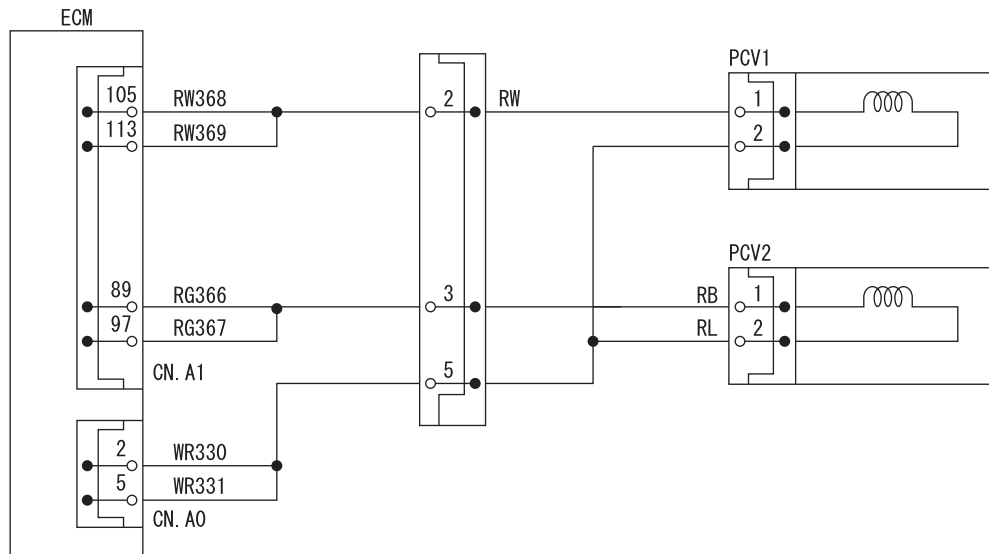 ECM
PCV1
105 RW368 2 RW 1
113 RW369 2
PCV2
89 RG366 3 RB 1
97 RG367 RL 2
CN. A1 5
2 WR330
5 WR331
CN. A0